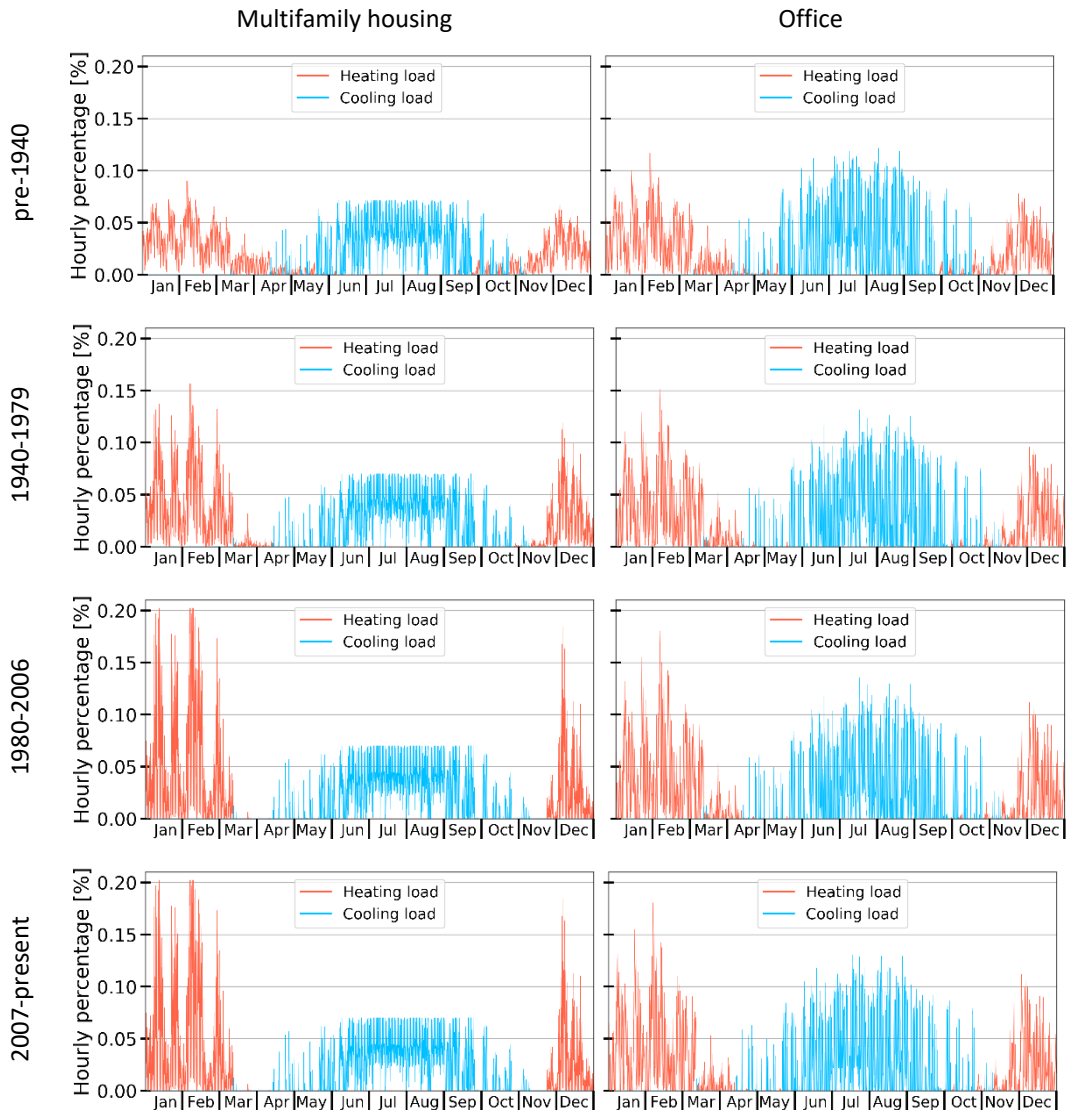 Multifamily housing Office
pre-1940
Hourly percentage [%]
0.20
0.15
0.10
0.05
0.00
Heating load
Cooling load
Jan Feb Mar Apr May Jun Jul Aug Sep Oct Nov Dec
Heating load
Cooling load
Jan Feb Mar Apr May Jun Jul Aug Sep Oct Nov Dec
1940-1979
Hourly percentage [%]
0.20
0.15
0.10
0.05
0.00
Heating load
Cooling load
Jan Feb Mar Apr May Jun Jul Aug Sep Oct Nov Dec
Heating load
Cooling load
Jan Feb Mar Apr May Jun Jul Aug Sep Oct Nov Dec
1980-2006
Hourly percentage [%]
0.20
0.15
0.10
0.05
0.00
Heating load
Cooling load
Jan Feb Mar Apr May Jun Jul Aug Sep Oct Nov Dec
Heating load
Cooling load
Jan Feb Mar Apr May Jun Jul Aug Sep Oct Nov Dec
2007-present
Hourly percentage [%]
0.20
0.15
0.10
0.05
0.00
Heating load
Cooling load
Jan Feb Mar Apr May Jun Jul Aug Sep Oct Nov Dec
Heating load
Cooling load
Jan Feb Mar Apr May Jun Jul Aug Sep Oct Nov Dec